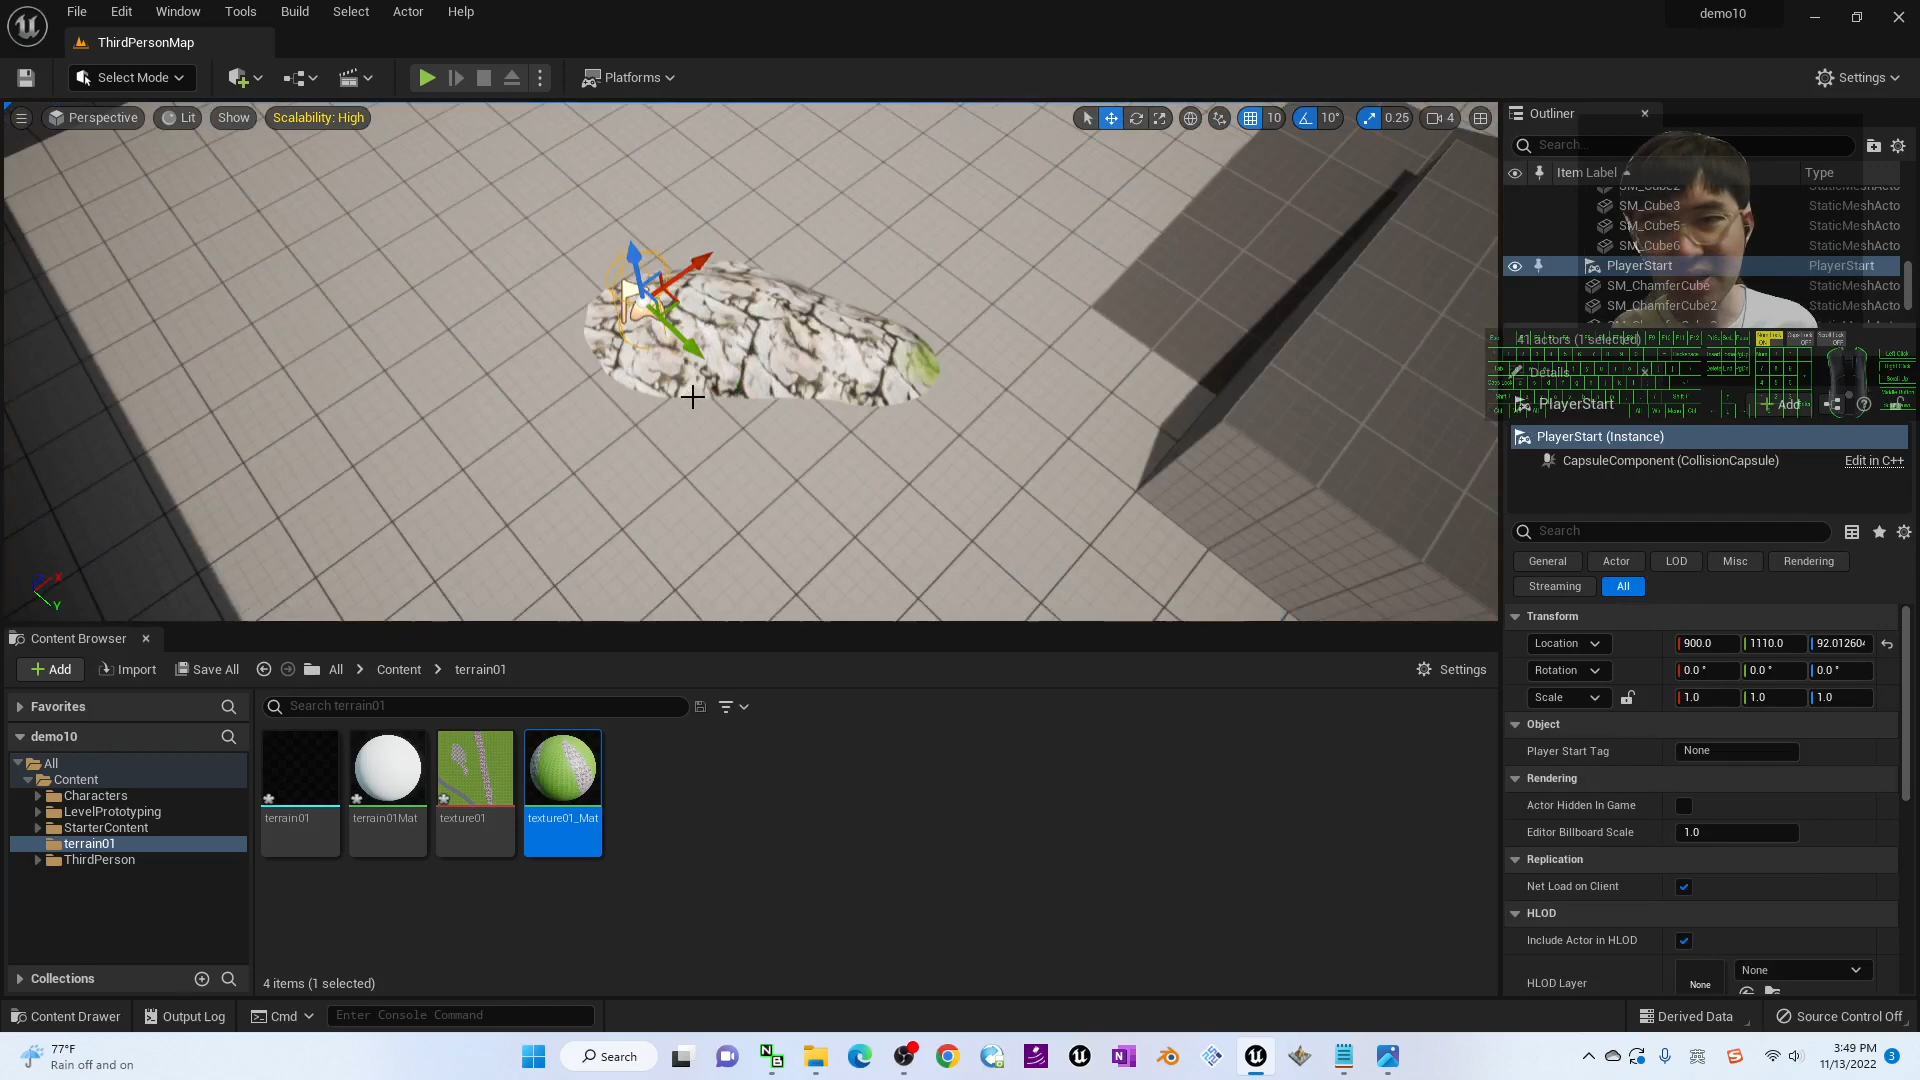 File Edit Window Tools Build Select Actor Help
demo10
ThirdPersonMap
Select Mode
Platforms
Settings
Perspective
Lit
Show
Scalability: High
10
10°
0.25
4
Outliner
Search...
Item Label
Type
SM_Cube2
StaticMeshActo
SM_Cube3
StaticMeshActo
SM_Cube5
StaticMeshActo
SM_Cube6
StaticMeshActo
PlayerStart
PlayerStart
SM_ChamferCube
StaticMeshActo
SM_ChamferCube2
StaticMeshActo
41 actors (1 selected)
Details
PlayerStart
Add
PlayerStart (Instance)
CapsuleComponent (CollisionCapsule)
Edit in C++
Search
General
Actor
LOD
Misc
Rendering
Streaming
All
Transform
Location
900.0
1110.0
92.012604
Rotation
0.0 °
0.0 °
0.0 °
Scale
1.0
1.0
1.0
Object
Player Start Tag
None
Rendering
Actor Hidden In Game
Editor Billboard Scale
1.0
Replication
Net Load on Client
HLOD
Include Actor in HLOD
HLOD Layer
None
None
X
Y
Content Browser
Add
Import
Save All
All
Content
terrain01
Settings
Favorites
Search terrain01
demo10
All
Content
Characters
LevelPrototyping
StarterContent
terrain01
ThirdPerson
terrain01
terrain01Mat
texture01
texture01_Mat
Collections
4 items (1 selected)
Content Drawer
Output Log
Cmd
Enter Console Command
Derived Data
Source Control Off
77°F
Rain off and on
Search
英
3:49 PM
11/13/2022
3